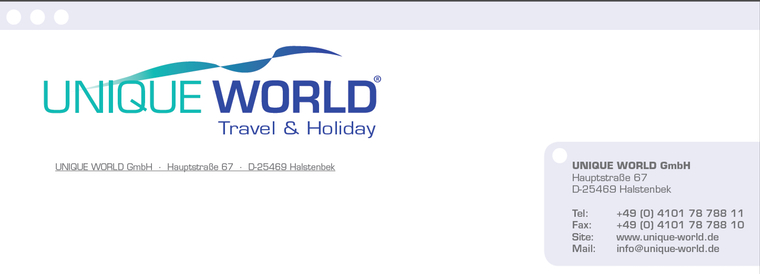 UNIQUE WORLD®
Travel & Holiday
UNIQUE WORLD GmbH · Hauptstraße 67 · D-25469 Halstenbek
UNIQUE WORLD GmbH
Hauptstraße 67
D-25469 Halstenbek
Tel: +49 (0) 4101 78 788 11
Fax: +49 (0) 4101 78 788 10
Site: www.unique-world.de
Mail: info@unique-world.de